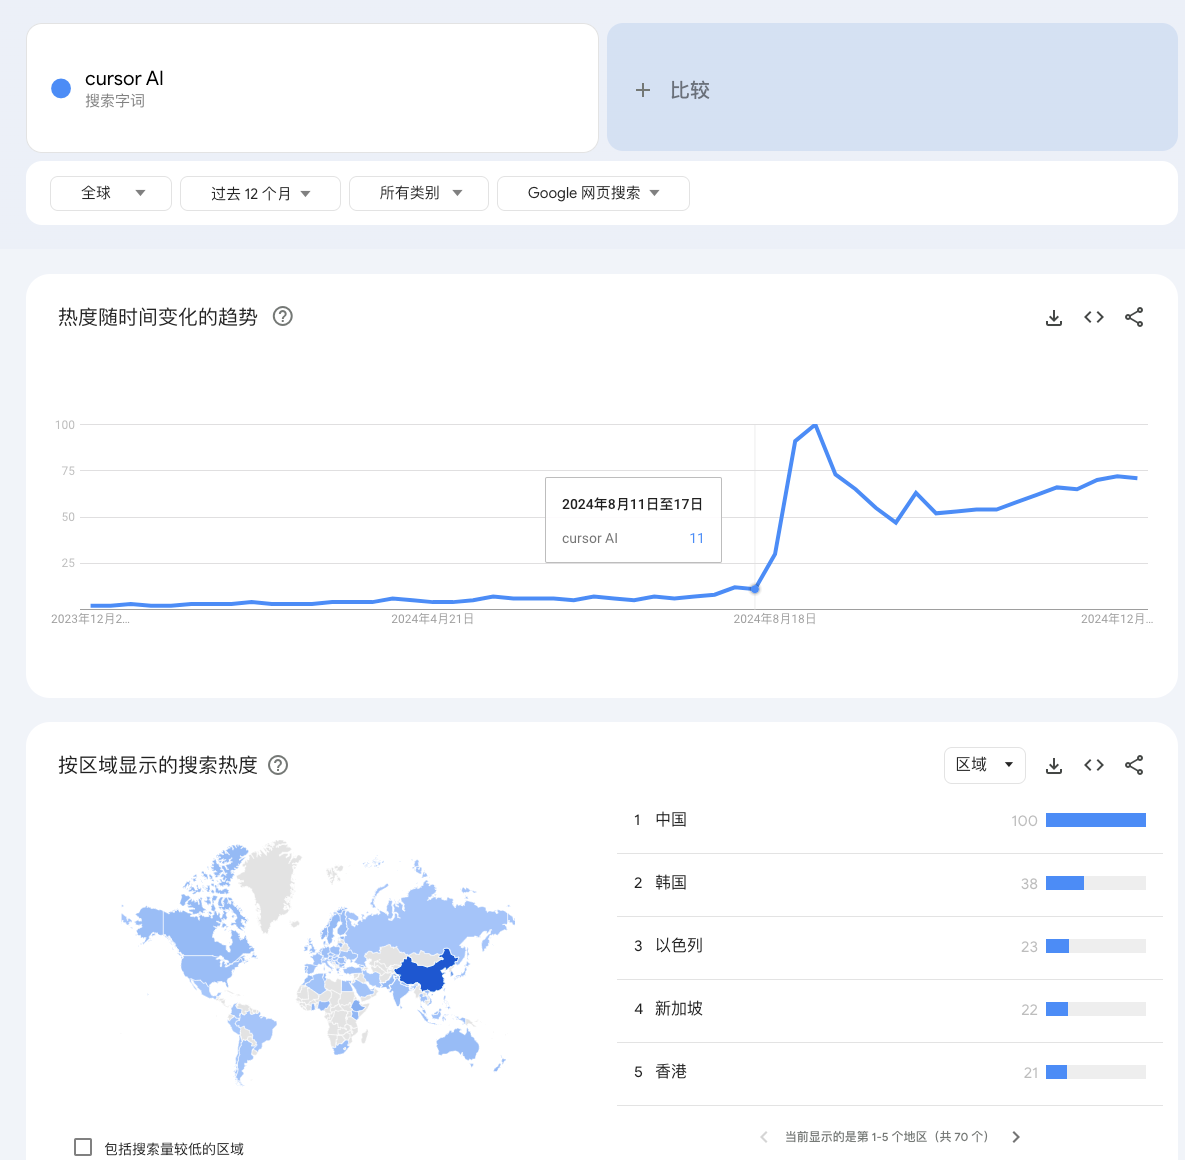 cursor AI
搜索字词
比较
全球
过去 12 个月
所有类别
Google 网页搜索
热度随时间变化的趋势
100
75
50
25
2024年8月11日至17日
cursor AI 11
2023年12月2...
2024年4月21日
2024年8月18日
2024年12月...
按区域显示的搜索热度
区域
1 中国 100
2 韩国 38
3 以色列 23
4 新加坡 22
5 香港 21
包括搜索量较低的区域
当前显示的是第 1-5 个地区（共 70 个）